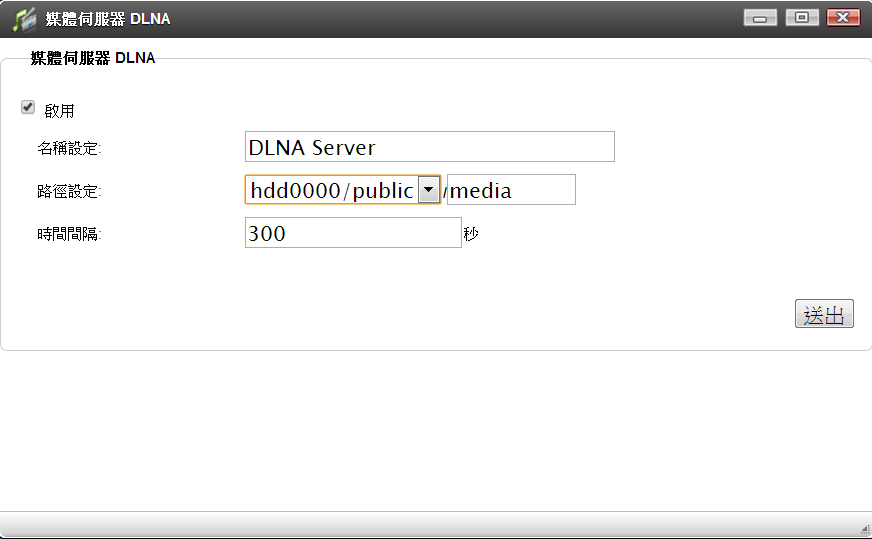 媒體伺服器 DLNA
媒體伺服器 DLNA
啟用
名稱設定: DLNA Server
路徑設定: hdd0000/public /media
時間間隔: 300 秒
送出